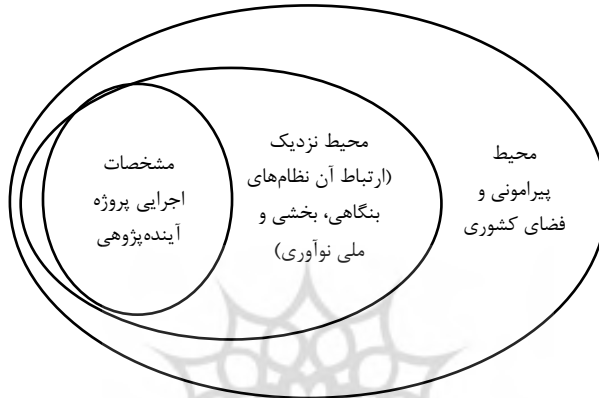 مشخصات
اجرایی پروژه
آینده‌پژوهی
محیط نزدیک
(ارتباط آن نظام‌های
بنگاهی، بخشی و
ملی نوآوری)
محیط
پیرامونی و
فضای کشوری